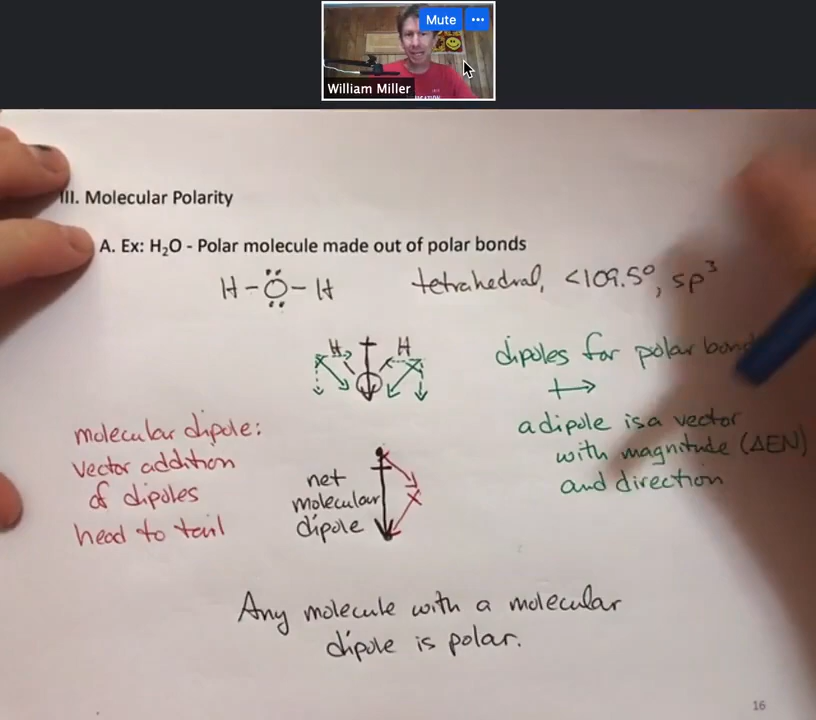 Mute
William Miller
III. Molecular Polarity
A. Ex: H₂O - Polar molecule made out of polar bonds
H-Ö-H
tetrahedral, <109.5°, sp³
H H
dipoles for polar bond
a dipole is a vector
with magnitude (ΔEN)
and direction
molecular dipole:
vector addition
of dipoles
head to tail
net
molecular
dipole
Any molecule with a molecular
dipole is polar.
16